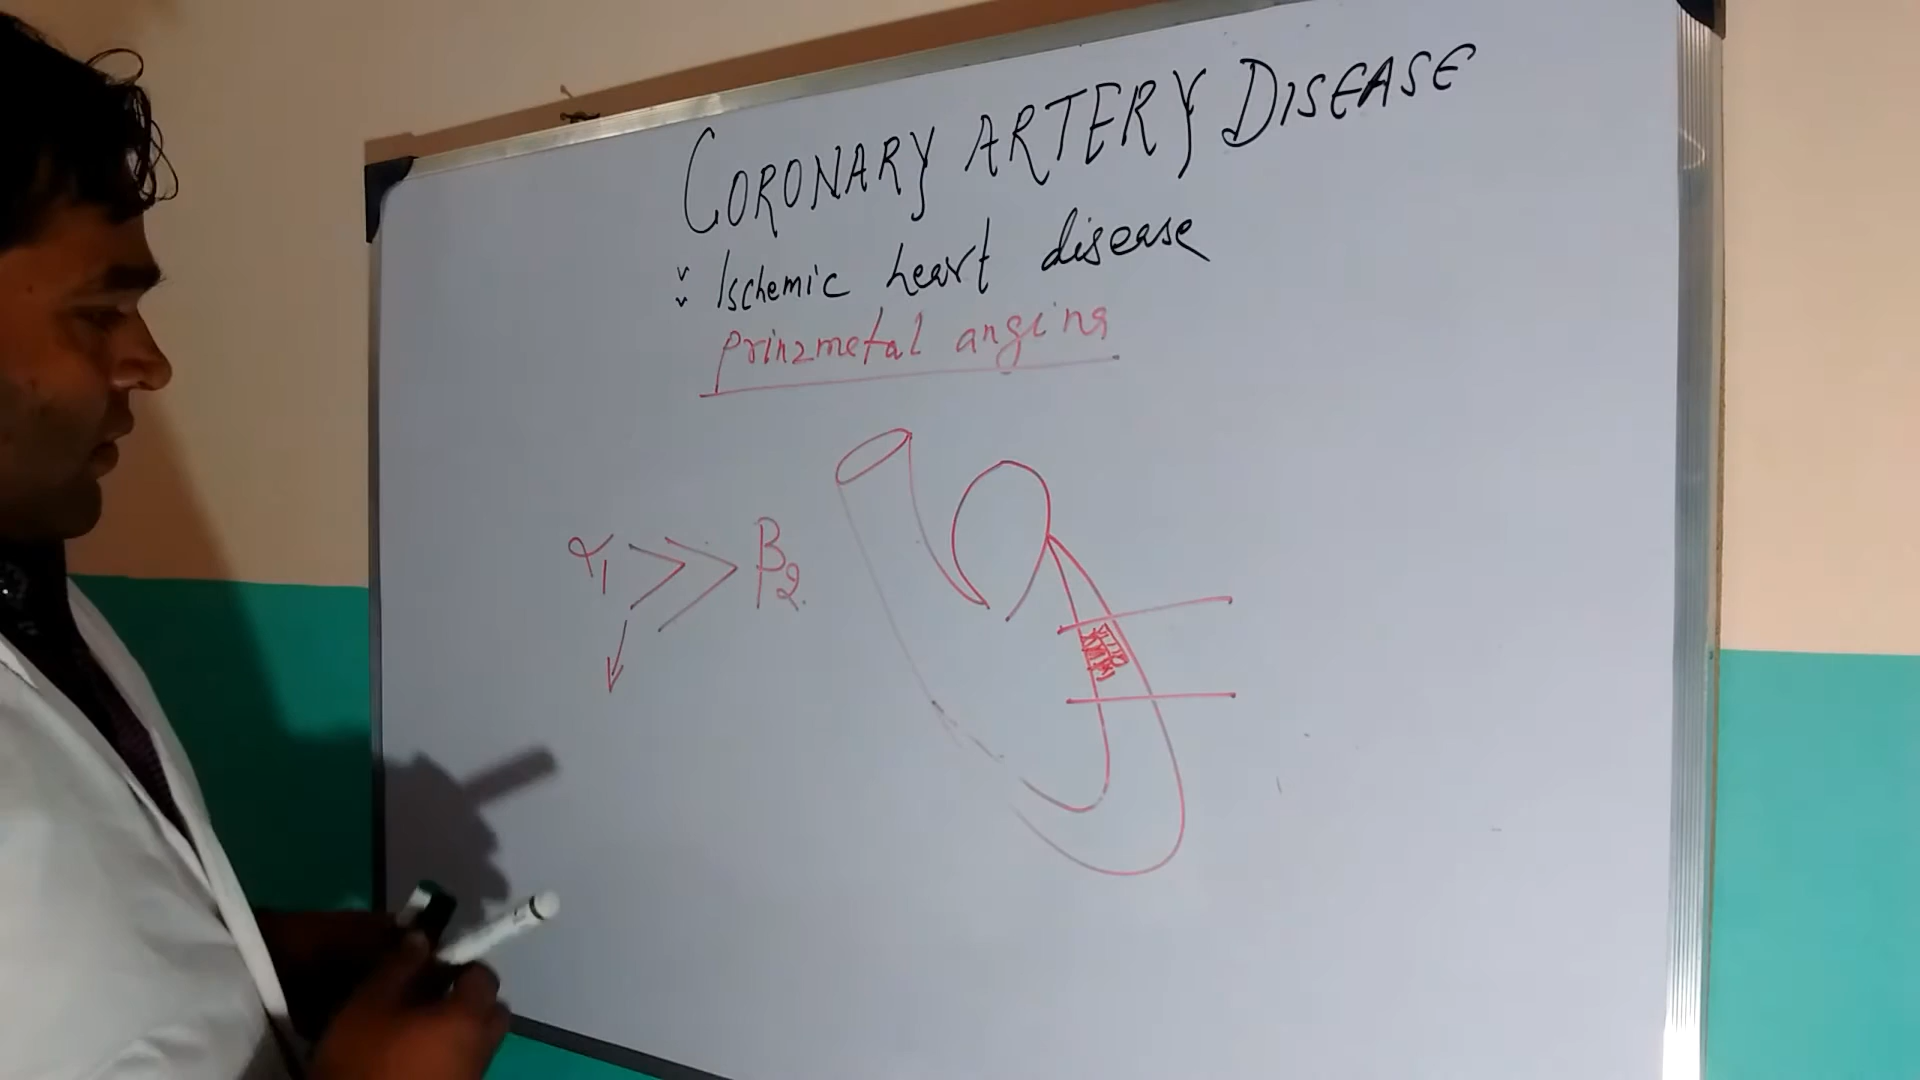 CORONARY ARTERY DISEASE
Ischemic heart disease
Prinzmetal angina
α1 >> β2